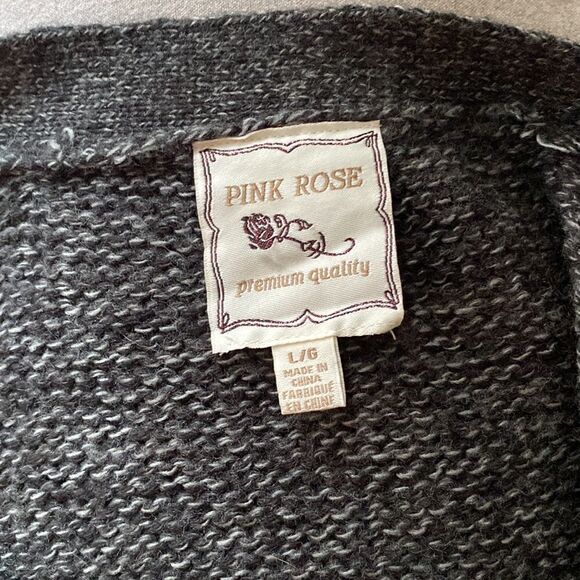 PINK ROSE
premium quality
L/G
MADE IN
CHINA
FABRIQUÉ
EN CHINE